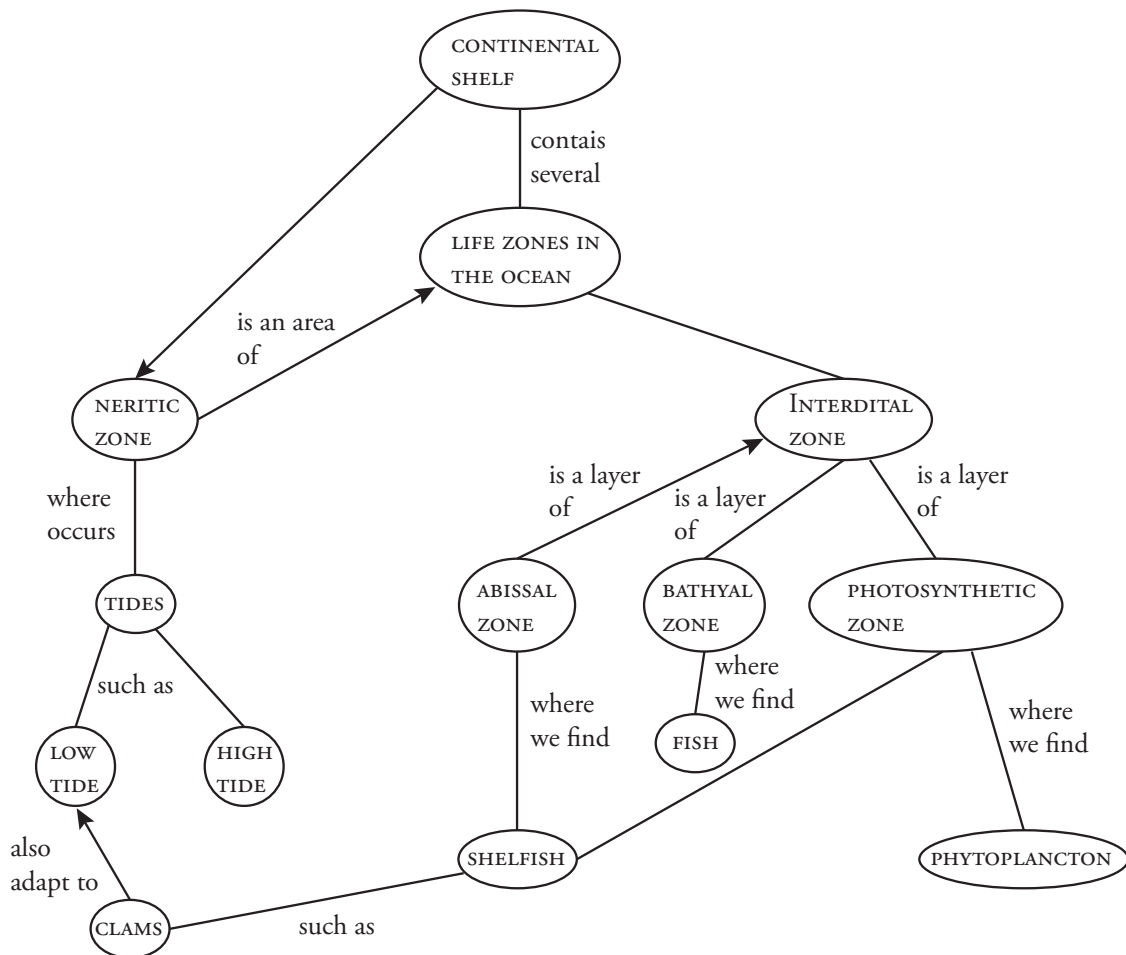 CONTINENTAL
SHELF
contais
several
LIFE ZONES IN
THE OCEAN
is an area
of
NERITIC
ZONE
INTERDITAL
ZONE
where
occurs
is a layer
of
is a layer
of
is a layer
of
TIDES
ABISSAL
ZONE
BATHYAL
ZONE
PHOTOSYNTHETIC
ZONE
such as
where
we find
where
we find
where
we find
LOW
TIDE
HIGH
TIDE
FISH
also
adapt to
SHELFISH
PHYTOPLANCTON
CLAMS
such as